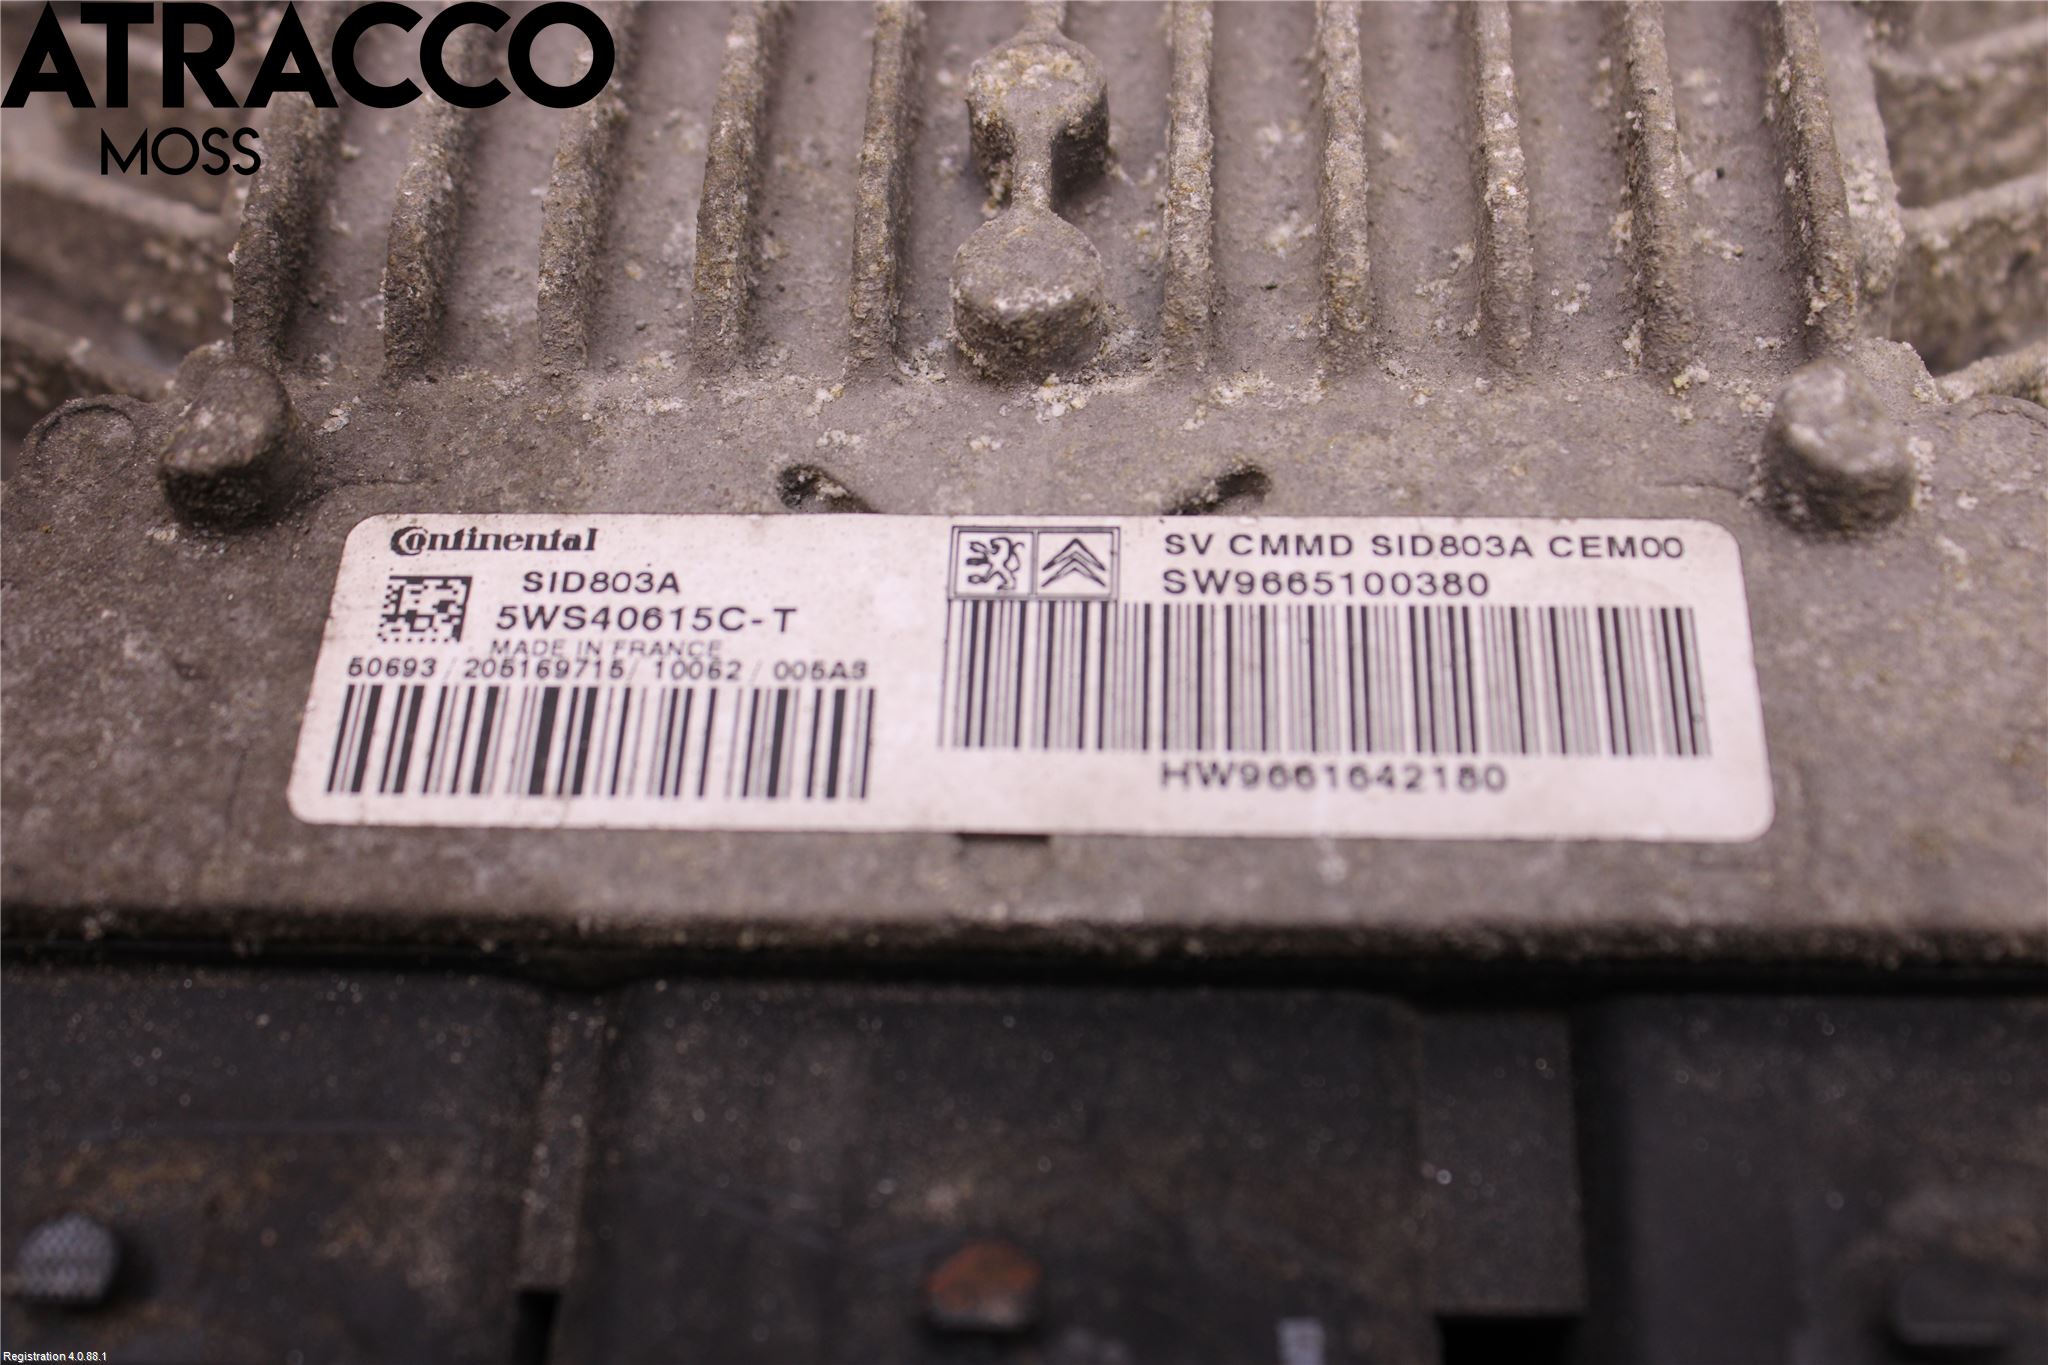 ATRACCO
MOSS
Continental
SID803A
5WS40615C-T
MADE IN FRANCE
50693 / 205169715 / 10062 /
SV CMMD SID803A CEM00
SW9665100380
HW9661642180
Registration 4.0.88.1